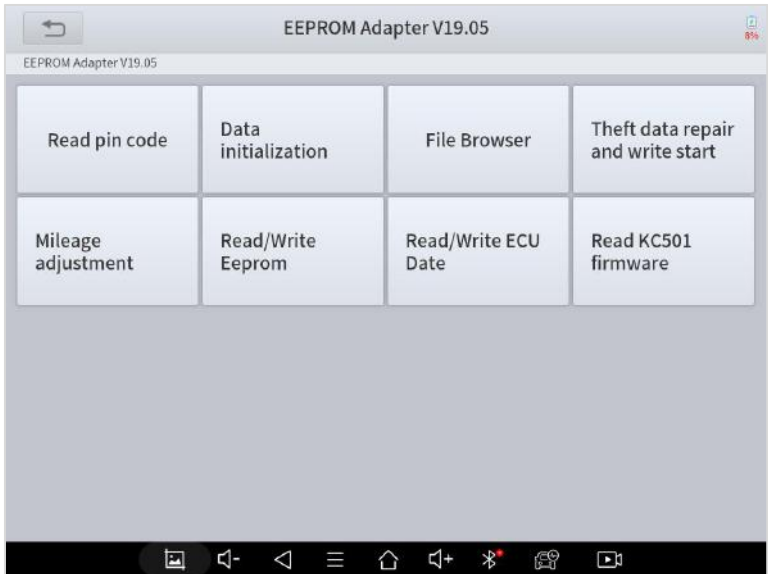 EEPROM Adapter V19.05
8%
EEPROM Adapter V19.05
Read pin code
Data
initialization
File Browser
Theft data repair
and write start
Mileage
adjustment
Read/Write
Eeprom
Read/Write ECU
Date
Read KC501
firmware